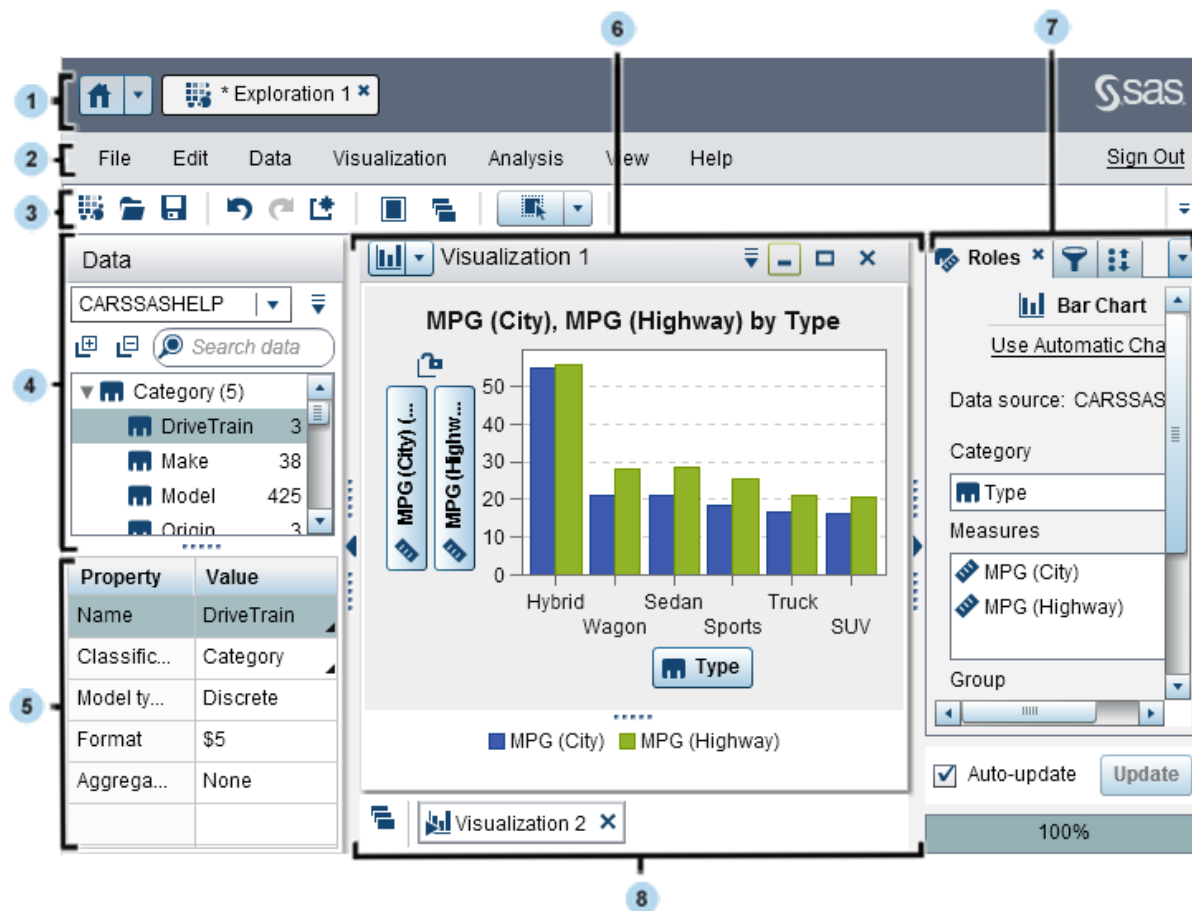 6
7
1
* Exploration 1
sas
2
File Edit Data Visualization Analysis View Help Sign Out
3
Data
CARSSASHELP
Search data
4
Category (5)
DriveTrain 3
Make 38
Model 425
Origin 3
5
Property Value
Name DriveTrain
Classific... Category
Model ty... Discrete
Format $5
Aggrega... None
Visualization 1
MPG (City), MPG (Highway) by Type
MPG (City) (...
MPG (Highw...
50
40
30
20
10
0
Hybrid Sedan Truck
Wagon Sports SUV
Type
MPG (City) MPG (Highway)
Visualization 2
8
Roles
Bar Chart
Use Automatic Cha
Data source: CARSSAS
Category
Type
Measures
MPG (City)
MPG (Highway)
Group
Auto-update Update
100%